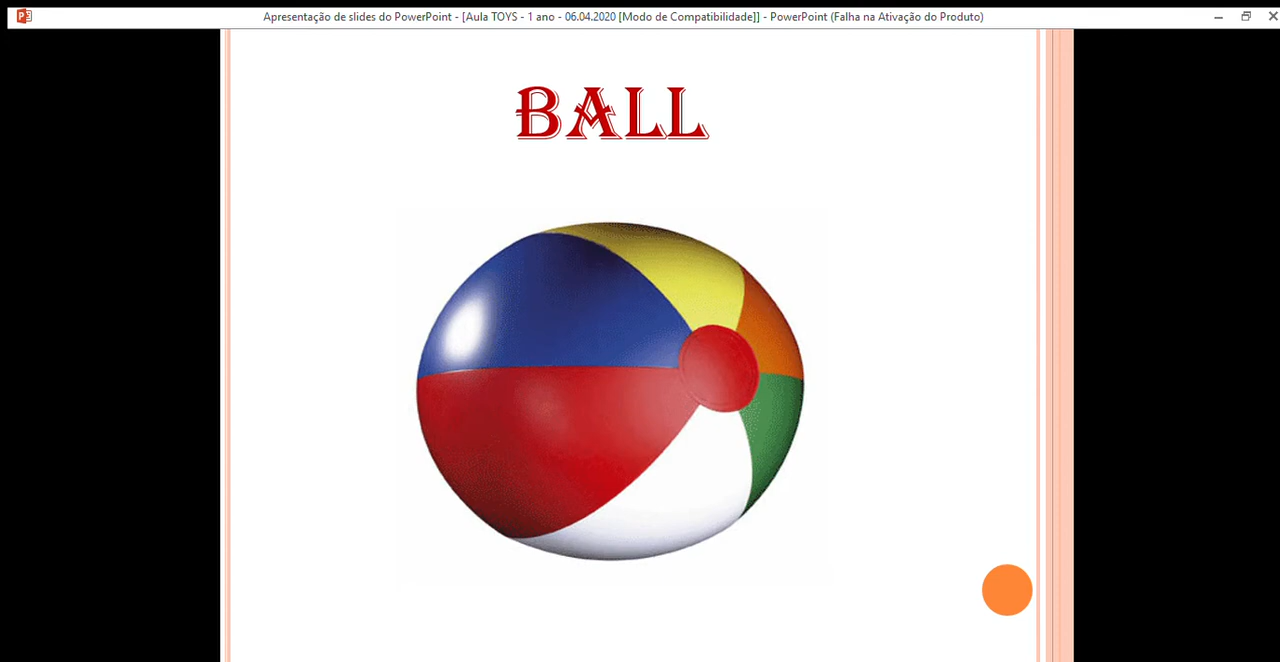 Apresentação de slides do PowerPoint - [Aula TOYS - 1 ano - 06.04.2020 [Modo de Compatibilidade]] - PowerPoint (Falha na Ativação do Produto)
BALL